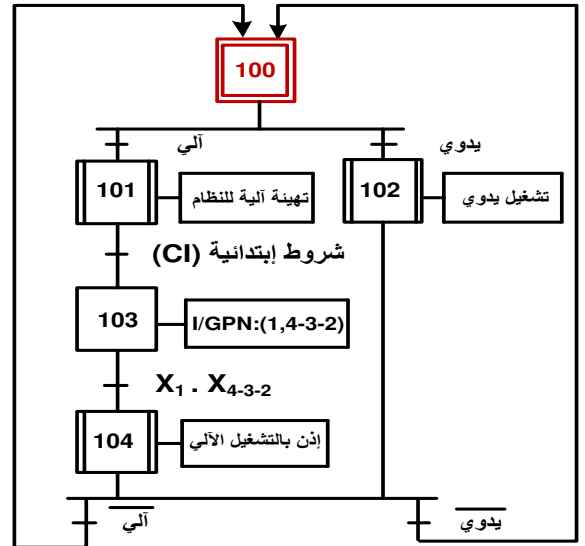 100
آلي
يدوي
101
تهيئة آلية للنظام
102
تشغيل يدوي
شروط إبتدائية (CI)
103
I/GPN:(1,4-3-2)
X₁ . X₄₋₃₋₂
104
إذن بالتشغيل الآلي
آلي
يدوي